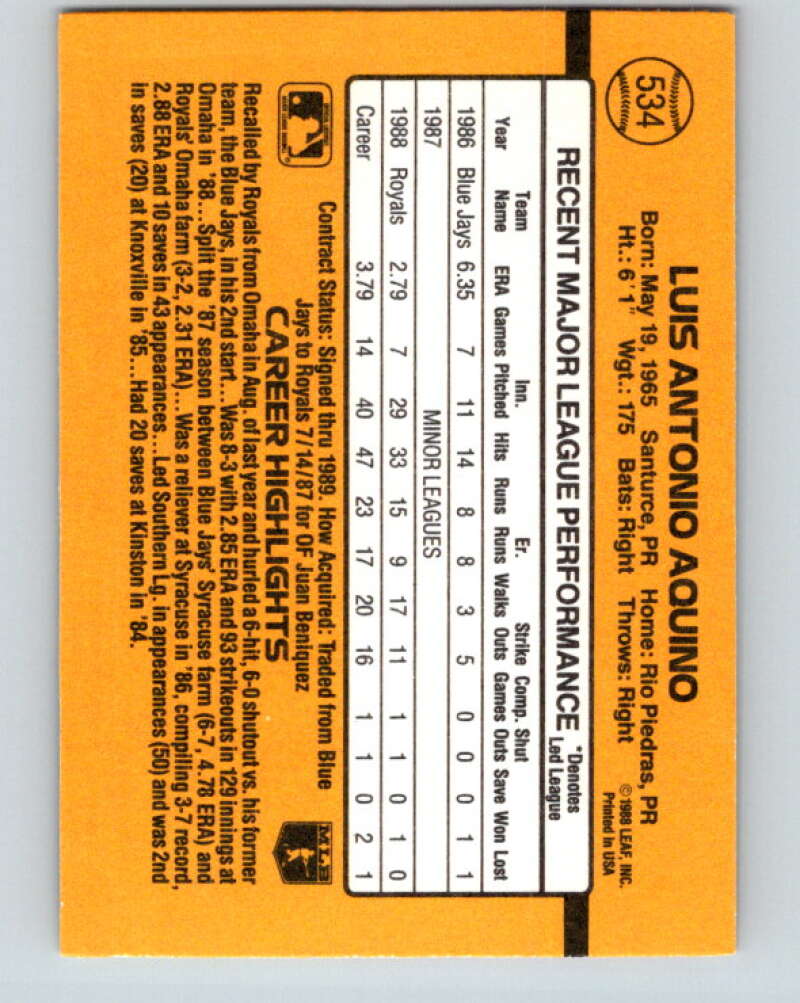 534
LUIS ANTONIO AQUINO
Born: May 19, 1965 Santurce, PR Home: Rio Piedras, PR
Ht.: 6'1" Wgt.: 175 Bats: Right Throws: Right
©1988 LEAF, INC.
Printed in USA
RECENT MAJOR LEAGUE PERFORMANCE *Denotes Led League
Team Inn. Er. Strike Comp. Shut
Year Name ERA Games Pitched Hits Runs Runs Walks Outs Games Outs Save Won Lost
1986 Blue Jays 6.35 7 11 14 8 8 3 5 0 0 0 1 1
1987 MINOR LEAGUES
1988 Royals 2.79 7 29 33 15 9 17 11 1 1 0 1 0
Career 3.79 14 40 47 23 17 20 16 1 1 0 2 1
Contract Status: Signed thru 1989. How Acquired: Traded from Blue
Jays to Royals 7/14/87 for OF Juan Beniquez
MLB
CAREER HIGHLIGHTS
Recalled by Royals from Omaha in Aug. of last year and hurled a 6-hit, 6-0 shutout vs. his former
team, the Blue Jays, in his 2nd start...Was 8-3 with 2.85 ERA and 93 strikeouts in 129 innings at
Omaha in '88...Split the '87 season between Blue Jays' Syracuse farm (6-7, 4.78 ERA) and
Royals' Omaha farm (3-2, 2.31 ERA)...Was a reliever at Syracuse in '86, compiling 3-7 record,
2.88 ERA and 10 saves in 43 appearances...Led Southern Lg. in appearances (50) and was 2nd
in saves (20) at Knoxville in '85...Had 20 saves at Kinston in '84.